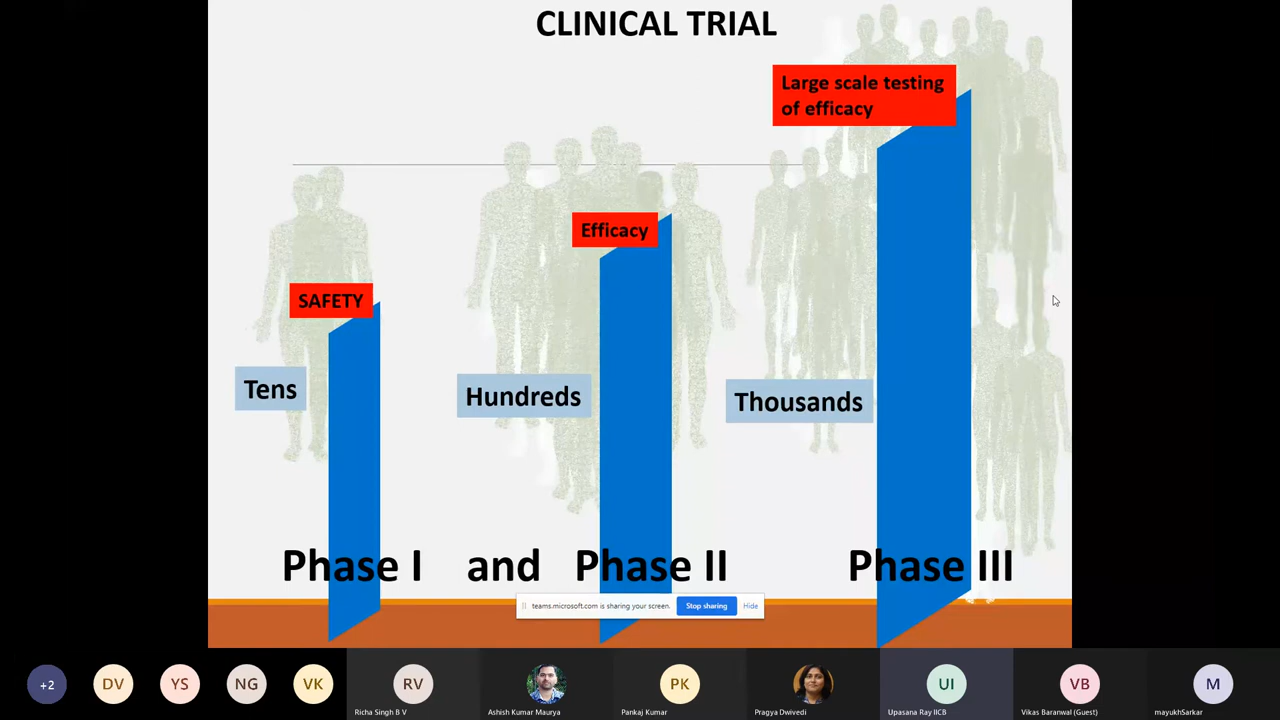 CLINICAL TRIAL
Large scale testing
of efficacy
Efficacy
SAFETY
Tens
Hundreds
Thousands
Phase I and Phase II Phase III
teams.microsoft.com is sharing your screen. Stop sharing Hide
+2 DV YS NG VK RV PK UI VB M
Richa Singh B V Ashish Kumar Maurya Pankaj Kumar Pragya Dwivedi Upasana Ray IICB Vikas Baranwal (Guest) mayukhSarkar